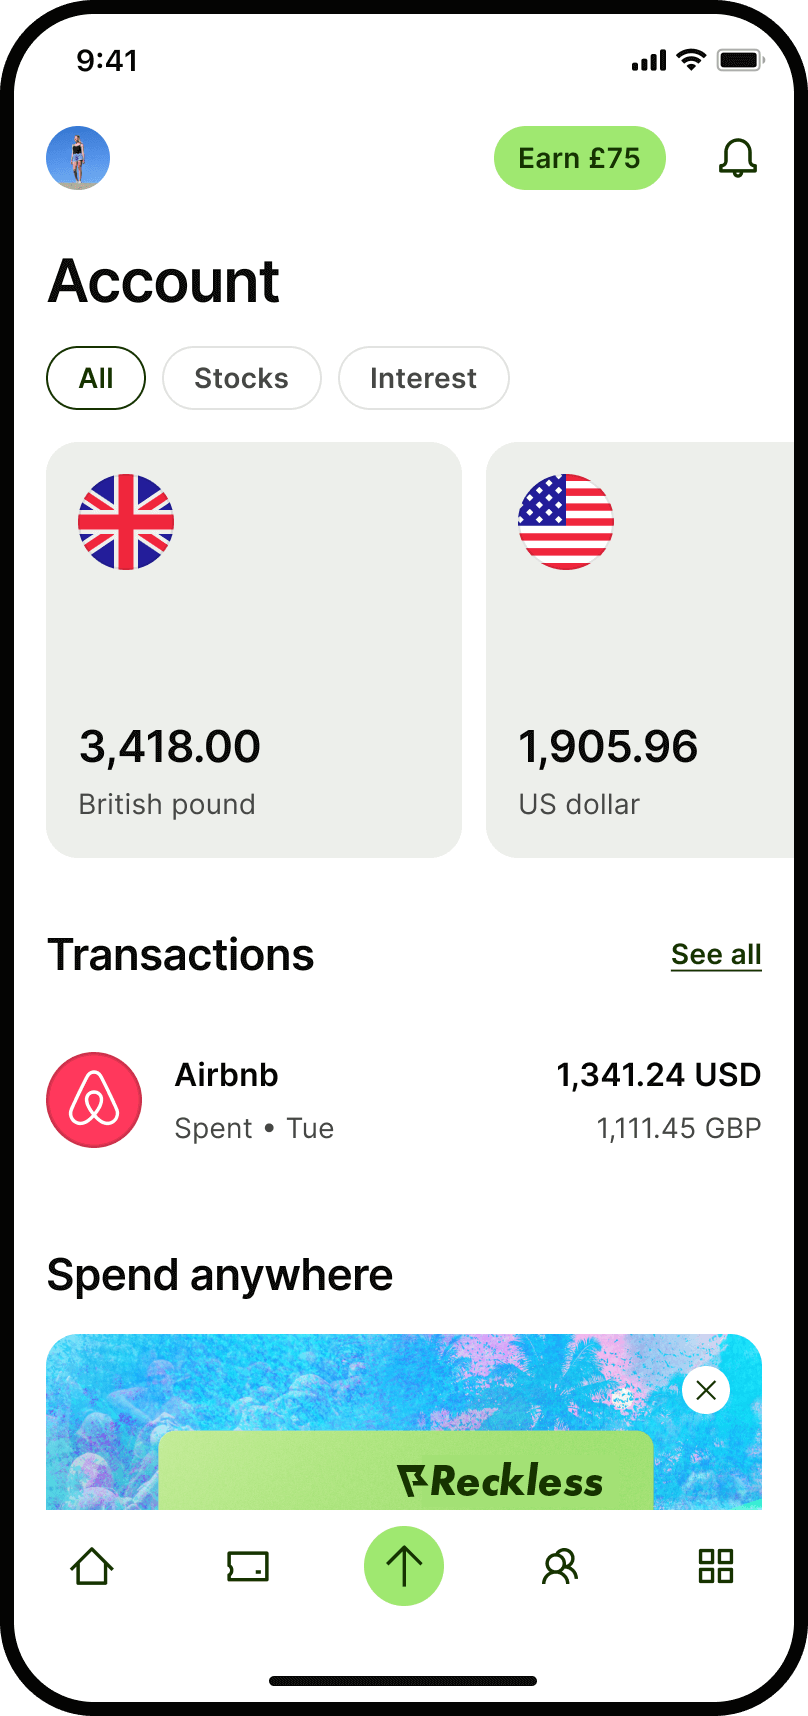 9:41
Earn £75
Account
All Stocks Interest
3,418.00
British pound
1,905.96
US dollar
Transactions See all
Airbnb 1,341.24 USD
Spent • Tue 1,111.45 GBP
Spend anywhere
Reckless